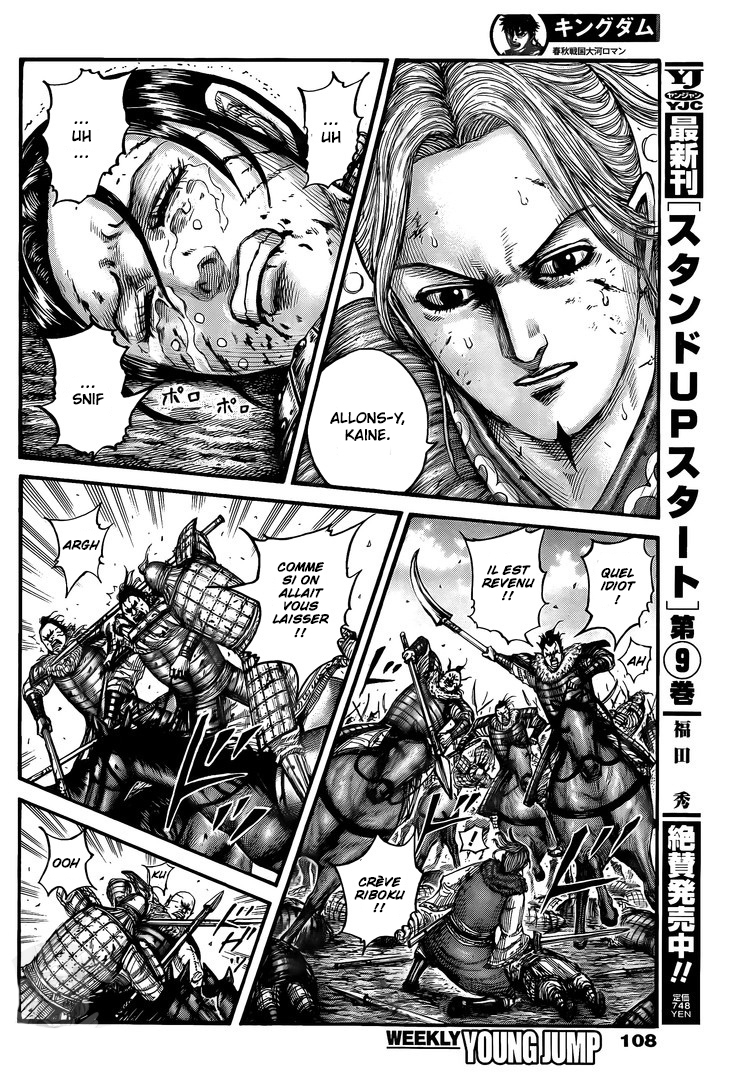 キングダム
春秋戦国大河ロマン
YJ
ヤンジャン
YJC
最新刊
[スタンドUPスタート]
第9巻
福田 秀
絶賛発売中!!
定価
748
YEN
ALLONS-Y,
KAINE.
...
UH
...
UH
...
...
SNIF
ポロ
ポロ
QUEL
IDIOT !
IL EST
REVENU
!!
AH
CRÈVE
RIBOKU
!!
!
COMME
SI ON
ALLAIT
VOUS
LAISSER !!
ARGH
OOH
KU
WEEKLY YOUNG JUMP 108